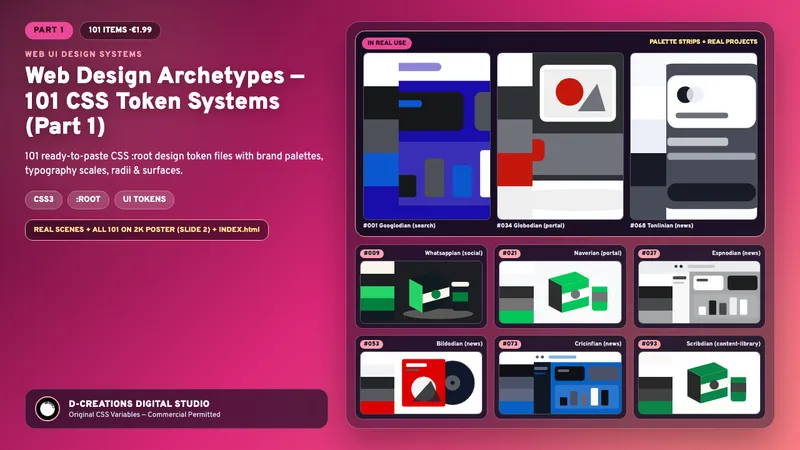 PART 1
101 ITEMS -€1.99
WEB UI DESIGN SYSTEMS
Web Design Archetypes —
101 CSS Token Systems
(Part 1)
101 ready-to-paste CSS :root design token files with brand palettes,
typography scales, radii & surfaces.
CSS3
:ROOT
UI TOKENS
REAL SCENES + ALL 101 ON 2K POSTER (SLIDE 2) + INDEX.html
D-CREATIONS DIGITAL STUDIO
Original CSS Variables — Commercial Permitted
IN REAL USE
PALETTE STRIPS + REAL PROJECTS
#001 Googlodian (search)
#034 Globodian (portal)
#068 Tonlinian (news)
#009
Whatsappian (social)
#021
Naverian (portal)
#037
Espnodian (news)
#053
Bildodian (news)
#073
Cricinfian (news)
#093
Scribdian (content-library)